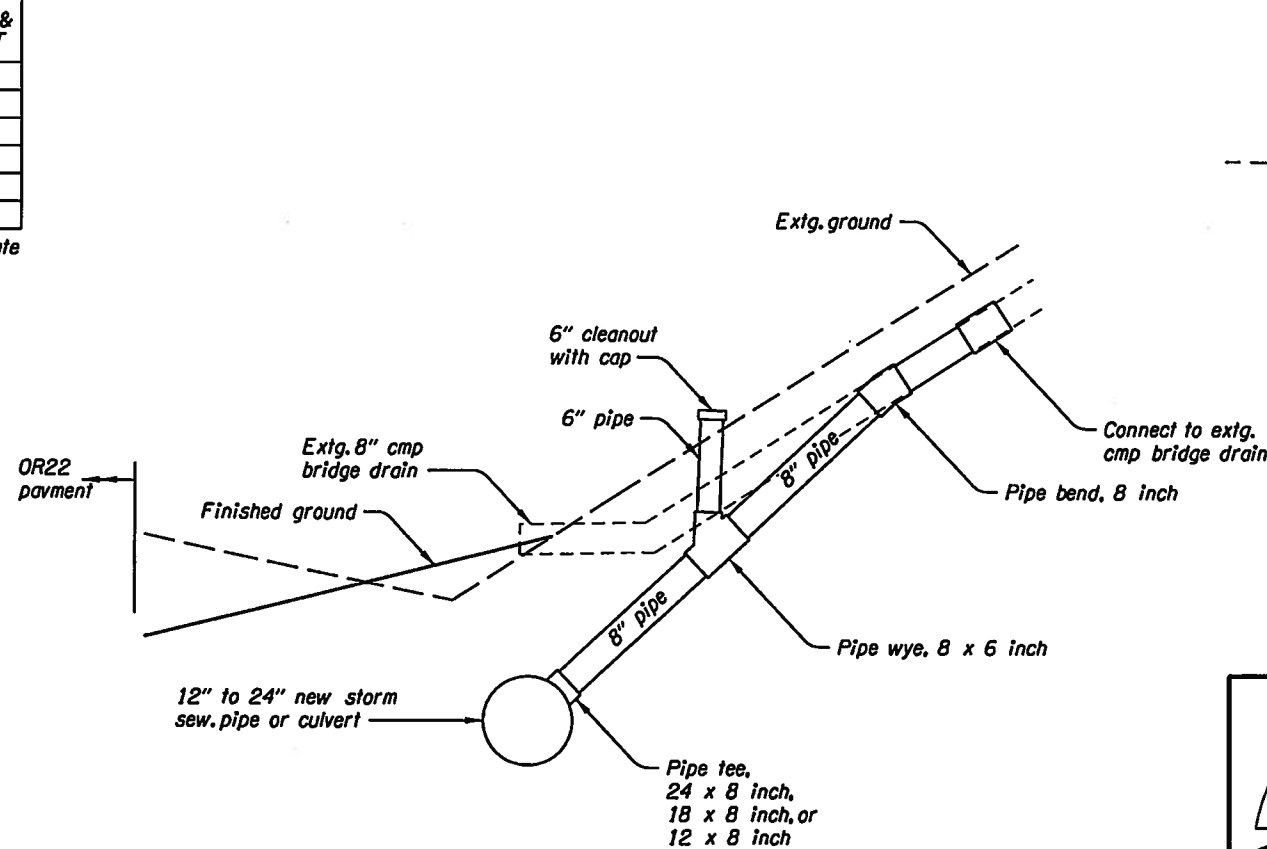 &
Extg. ground
6" cleanout
with cap
6" pipe
8" pipe
Extg. 8" cmp
bridge drain
Connect to extg.
cmp bridge drain
OR22
pavment
Pipe bend, 8 inch
Finished ground
8" pipe
Pipe wye, 8 x 6 inch
12" to 24" new storm
sew. pipe or culvert
Pipe tee,
24 x 8 inch,
18 x 8 inch, or
12 x 8 inch